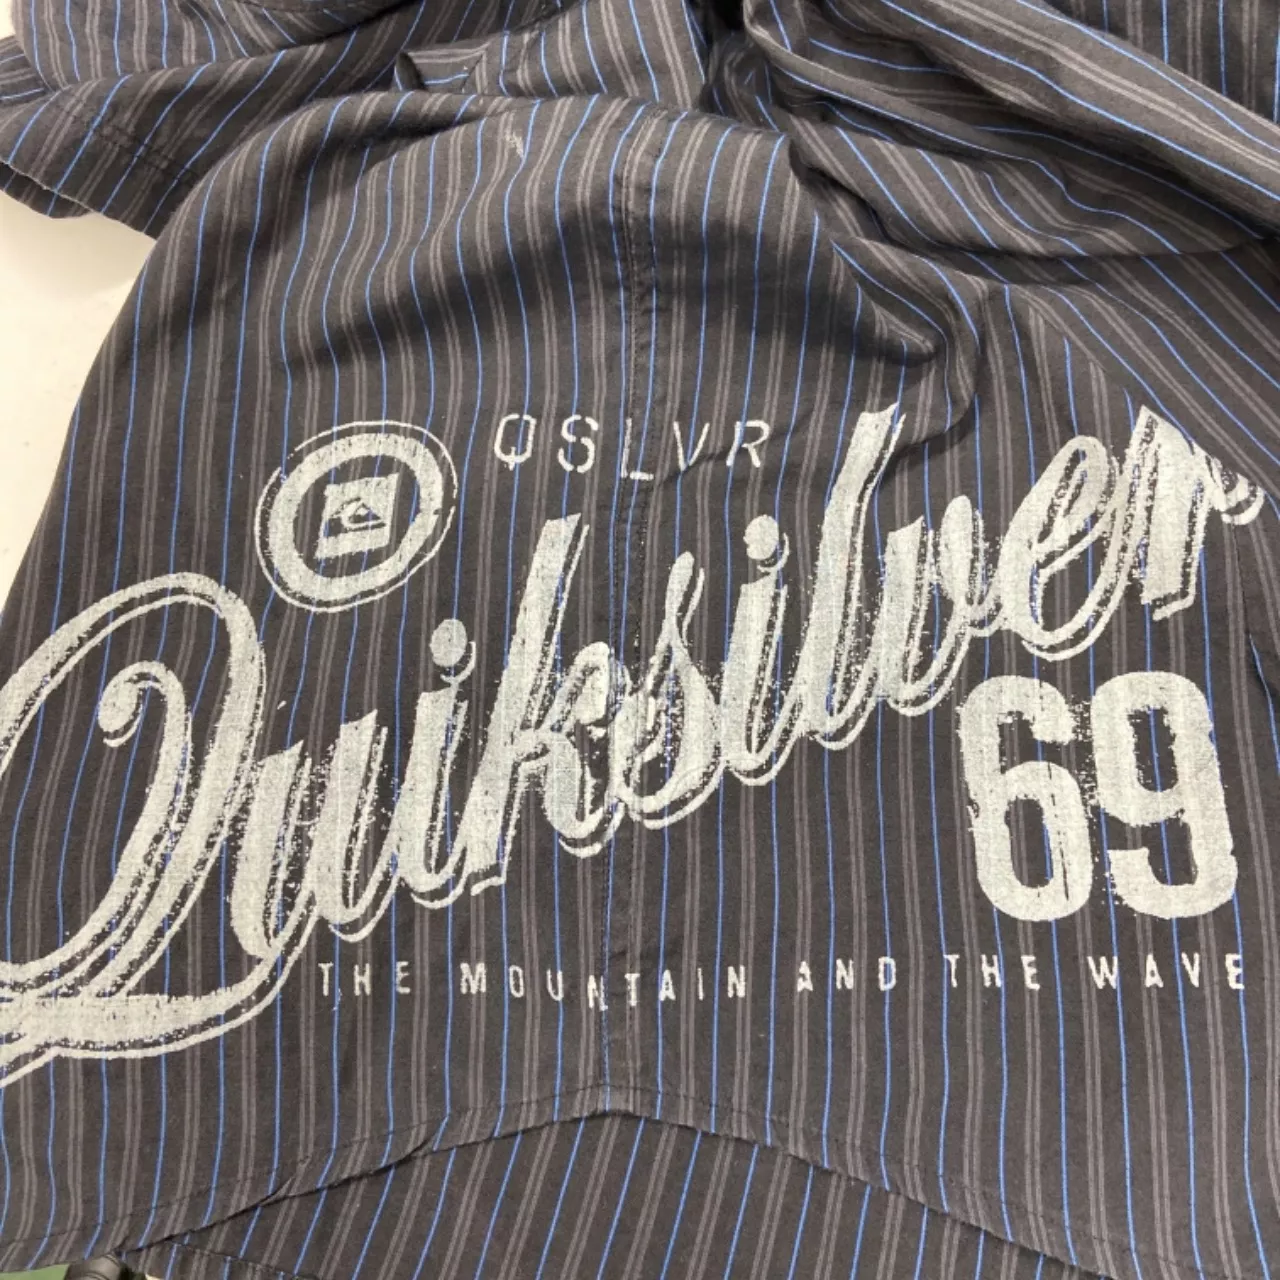 QSLVR
Quiksilver
69
THE MOUNTAIN AND THE WAVE